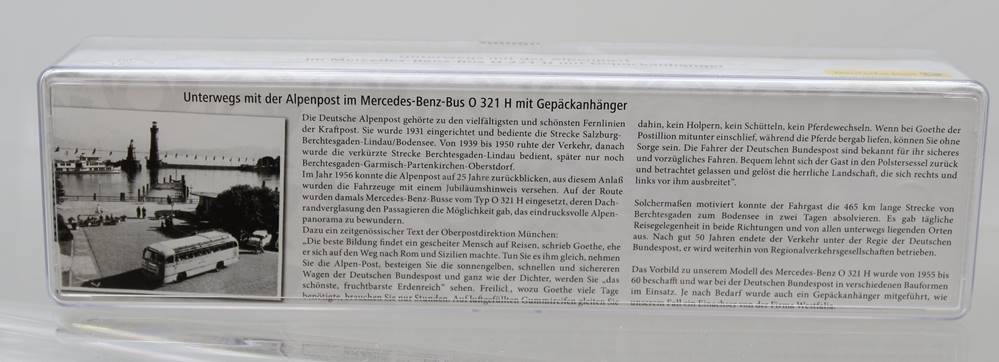 Unterwegs mit der Alpenpost im Mercedes-Benz-Bus O 321 H mit Gepäckanhänger
Die Deutsche Alpenpost gehörte zu den vielfältigsten und schönsten Fernlinien
der Kraftpost. Sie wurde 1931 eingerichtet und bediente die Strecke Salzburg-
Berchtesgaden-Lindau/Bodensee. Von 1939 bis 1950 ruhte der Verkehr, danach
wurde die verkürzte Strecke Berchtesgaden-Lindau bedient, später nur noch
Berchtesgaden-Garmisch-Partenkirchen-Oberstdorf.
Im Jahr 1956 konnte die Alpenpost auf 25 Jahre zurückblicken, aus diesem Anlaß
wurden die Fahrzeuge mit einem Jubiläumshinweis versehen. Auf der Route
wurden damals Mercedes-Benz-Busse vom Typ O 321 H eingesetzt, deren Dach-
randverglasung den Passagieren die Möglichkeit gab, das eindrucksvolle Alpen-
panorama zu bewundern.
Dazu ein zeitgenössischer Text der Oberpostdirektion München:
„Die beste Bildung findet ein gescheiter Mensch auf Reisen, schrieb Goethe, ehe
er sich auf den Weg nach Rom und Sizilien machte. Tun Sie es ihm gleich, nehmen
Sie die Alpen-Post, besteigen Sie die sonnengelben, schnellen und sichereren
Wagen der Deutschen Bundespost und ganz wie der Dichter, werden Sie „das
schönste, fruchtbarste Erdenreich“ sehen. Freilich, wozu Goethe viele Tage
benötigte, brauchen Sie nur Stunden. Auf luftgefüllten Gummireifen gleiten Sie
dahin, kein Holpern, kein Schütteln, kein Pferdewechseln. Wenn bei Goethe der
Postillion mitunter einschlief, während die Pferde bergab liefen, können Sie ohne
Sorge sein. Die Fahrer der Deutschen Bundespost sind bekannt für ihr sicheres
und vorzügliches Fahren. Bequem lehnt sich der Gast in den Polstersessel zurück
und betrachtet gelassen und gelöst die herrliche Landschaft, die sich rechts und
links vor ihm ausbreitet“.
Solchermaßen motiviert konnte der Fahrgast die 465 km lange Strecke von
Berchtesgaden zum Bodensee in zwei Tagen absolvieren. Es gab tägliche
Reisegelegenheit in beide Richtungen und von allen unterwegs liegenden Orten
aus. Nach gut 50 Jahren endete der Verkehr unter der Regie der Deutschen
Bundespost, er wird weiterhin von Regionalverkehrsgesellschaften betrieben.
Das Vorbild zu unserem Modell des Mercedes-Benz O 321 H wurde von 1955 bis
60 beschafft und war bei der Deutschen Bundespost in verschiedenen Bauformen
im Einsatz. Je nach Bedarf wurde auch ein Gepäckanhänger mitgeführt, wie